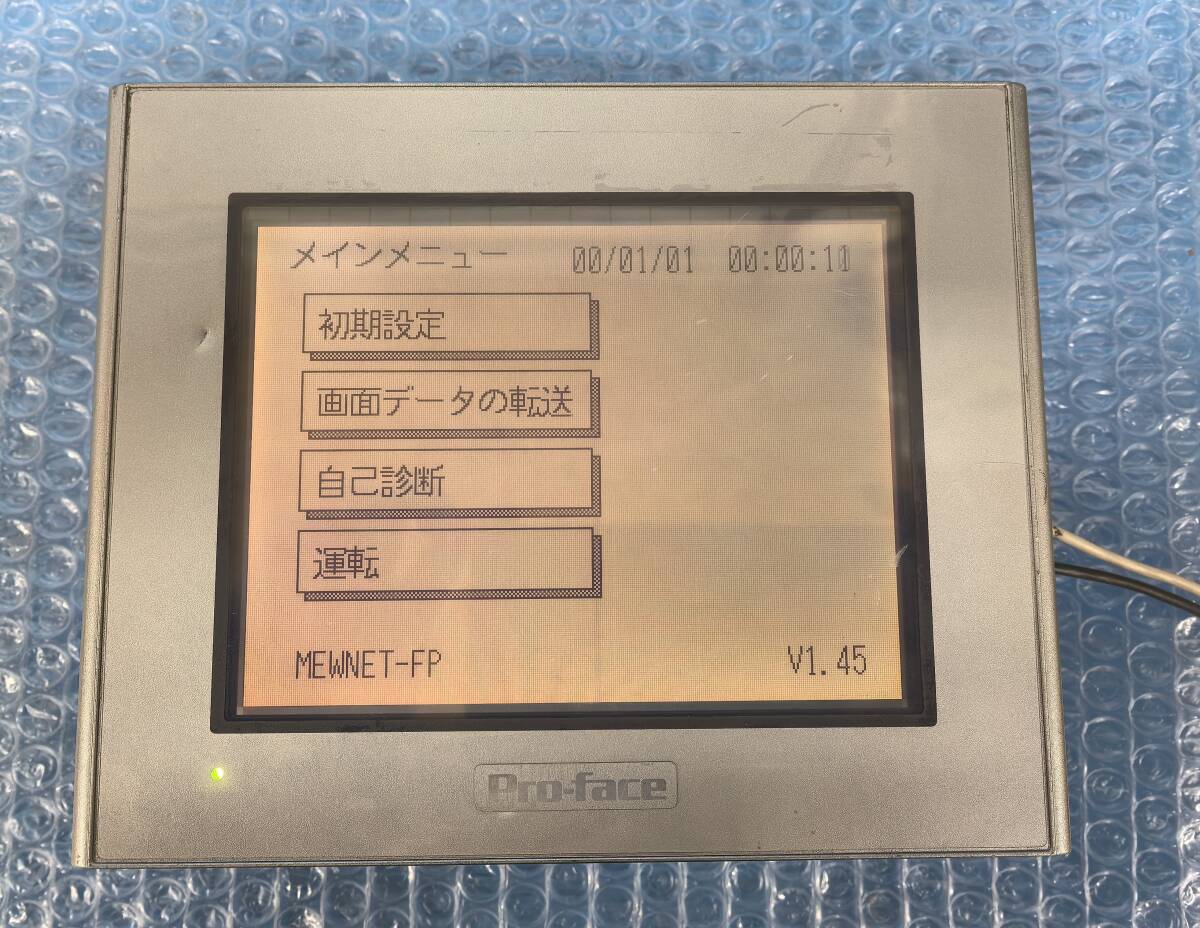 メインメニュー 00/01/01 00:00:10
初期設定
画面データの転送
自己診断
運転
MEWNET-FP V1.45
Pro-face